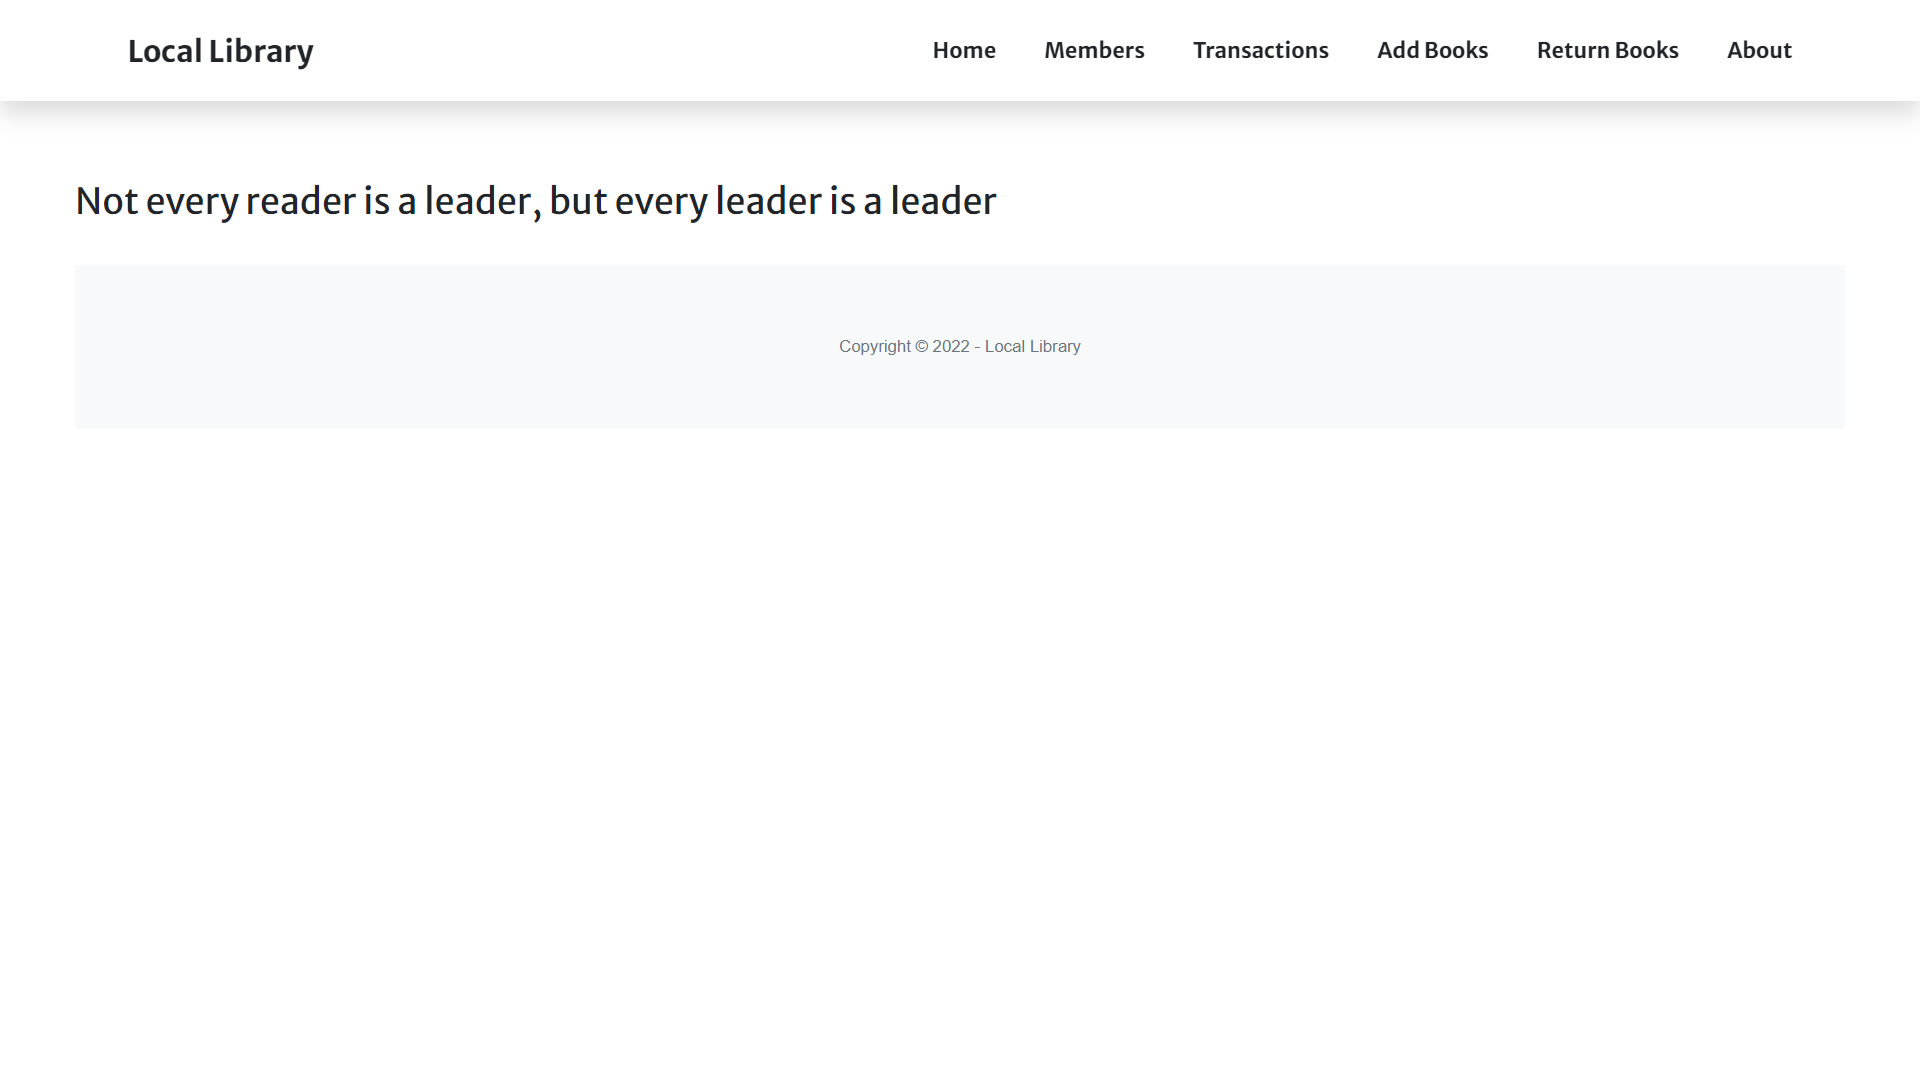 Local Library
Home Members Transactions Add Books Return Books About
Not every reader is a leader, but every leader is a leader
Copyright © 2022 - Local Library